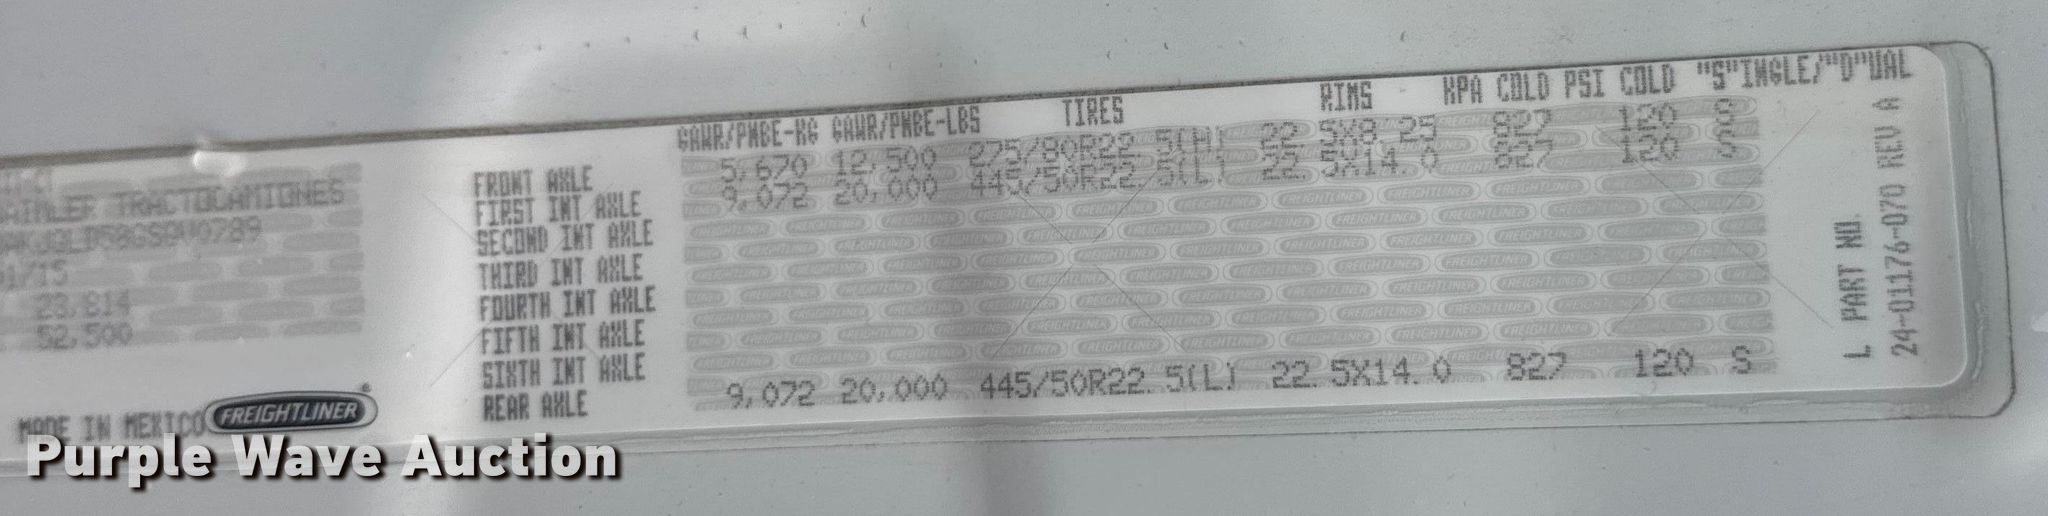 GAWR/PNBE-KG GAWR/PNBE-LBS TIRES RIMS KPA COLD PSI COLD "S"INGLE/"D"UAL
FRONT AXLE 5,670 12,500 275/80R22.5(H) 22.5X8.25 827 120 S
FIRST INT AXLE 9,072 20,000 445/50R22.5(L) 22.5X14.0 827 120 S
SECOND INT AXLE
THIRD INT AXLE
FOURTH INT AXLE
FIFTH INT AXLE
SIXTH INT AXLE
REAR AXLE 9,072 20,000 445/50R22.5(L) 22.5X14.0 827 120 S
DAIMLER TRACTOCAMIONES
01/15
23,814
52,500
MADE IN MEXICO FREIGHTLINER®
L PART NO.
24-01176-070 REV A
Purple Wave Auction